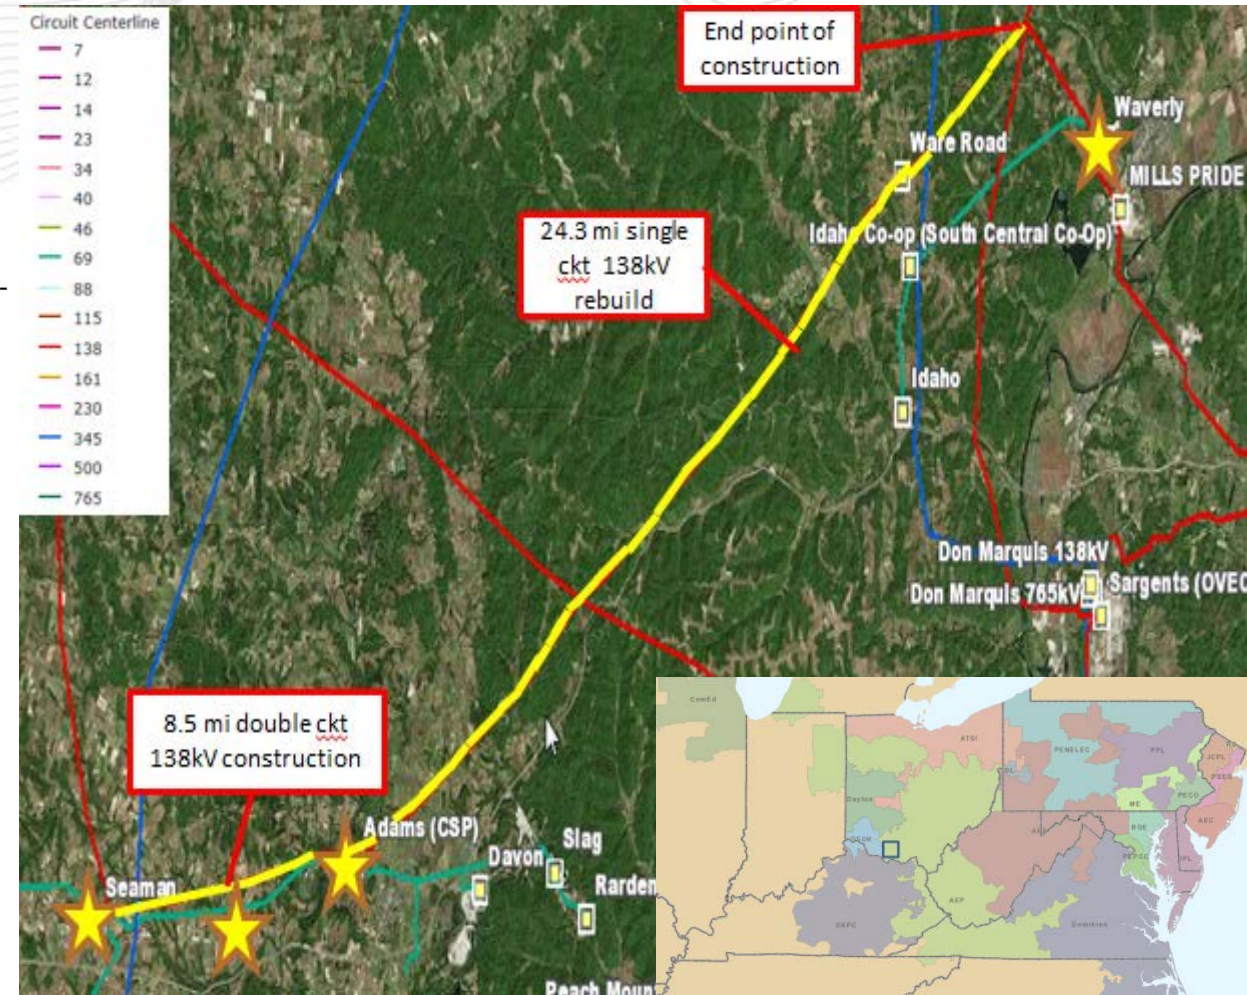 Circuit Centerline
7
12
14
23
34
40
46
69
88
115
138
161
230
345
500
765
End point of
construction
Waverly
Ware Road
MILLS PRIDE
24.3 mi single
ckt 138kV
rebuild
Idaho Co-op (South Central Co-Op)
Idaho
Don Marquis 138kV
Don Marquis 765kV
Sargents (OVEC
8.5 mi double ckt
138kV construction
Adams (CSP)
Slag
Davon
Seaman
Rarden
Peach Moun
ComEd
ATSI
PENELEC
PPL
JCPL
PSEG
PECO
ME
AEC
Dayton
BGE
PEPCO
DPL
AEP
EKPC
Dominion